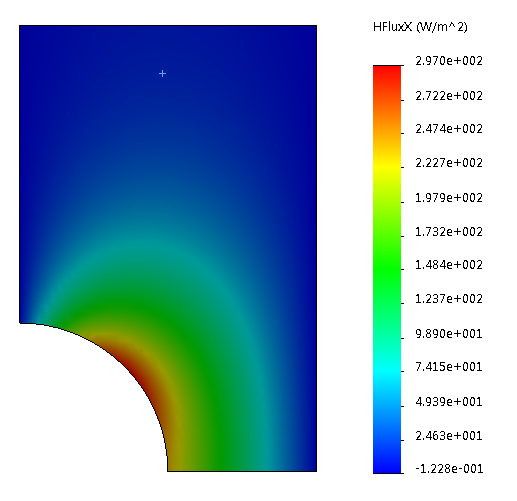 HFluxX (W/m^2)
2.970e+002
2.722e+002
2.474e+002
2.227e+002
1.979e+002
1.732e+002
1.484e+002
1.237e+002
9.890e+001
7.415e+001
4.939e+001
2.463e+001
-1.228e-001